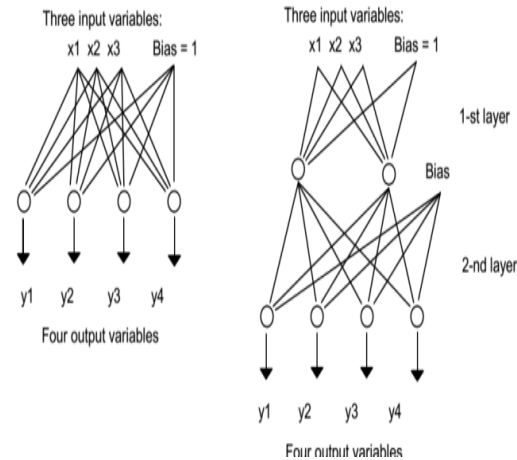 Three input variables:
x1 x2 x3 Bias = 1
y1 y2 y3 y4
Four output variables
Three input variables:
x1 x2 x3 Bias = 1
1-st layer
Bias
2-nd layer
y1 y2 y3 y4
Four output variables